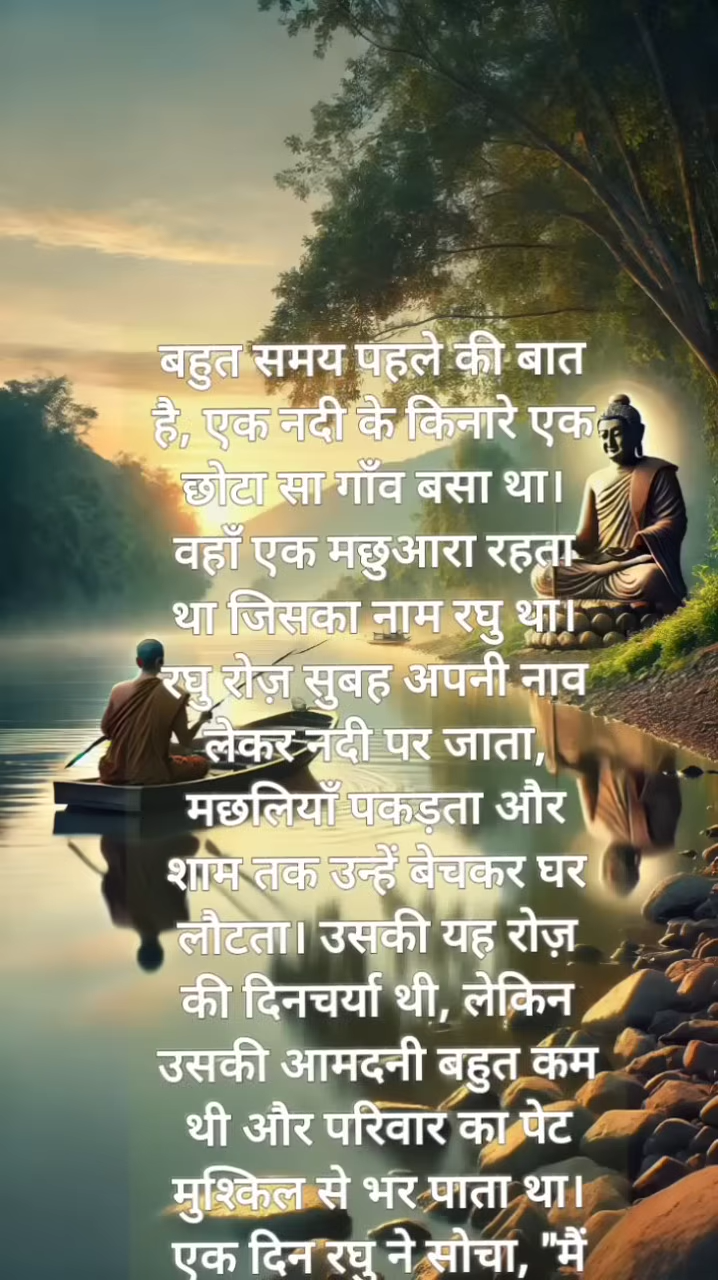 बहुत समय पहले की बात
है, एक नदी के किनारे एक
छोटा सा गाँव बसा था।
वहाँ एक मछुआरा रहता
था जिसका नाम रघु था।
रघु रोज़ सुबह अपनी नाव
लेकर नदी पर जाता,
मछलियाँ पकड़ता और
शाम तक उन्हें बेचकर घर
लौटता। उसकी यह रोज़
की दिनचर्या थी, लेकिन
उसकी आमदनी बहुत कम
थी और परिवार का पेट
मुश्किल से भर पाता था।
एक दिन रघु ने सोचा, "मैं